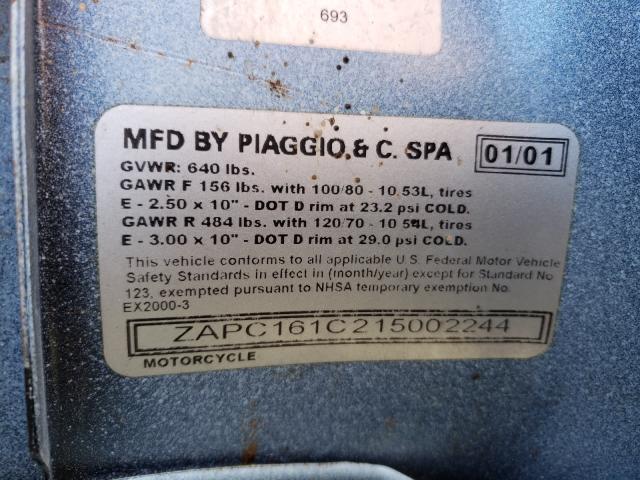 693
MFD BY PIAGGIO & C. SPA 01/01
GVWR: 640 lbs.
GAWR F 156 lbs. with 100/80 - 10 53L, tires
E - 2.50 x 10" - DOT D rim at 23.2 psi COLD.
GAWR R 484 lbs. with 120/70 - 10 54L, tires
E - 3.00 x 10" - DOT D rim at 29.0 psi COLD.
This vehicle conforms to all applicable U.S. Federal Motor Vehicle
Safety Standards in effect in (month/year) except for Standard No
123, exempted pursuant to NHSA temporary exemption No.
EX2000-3
ZAPC161C215002244
MOTORCYCLE